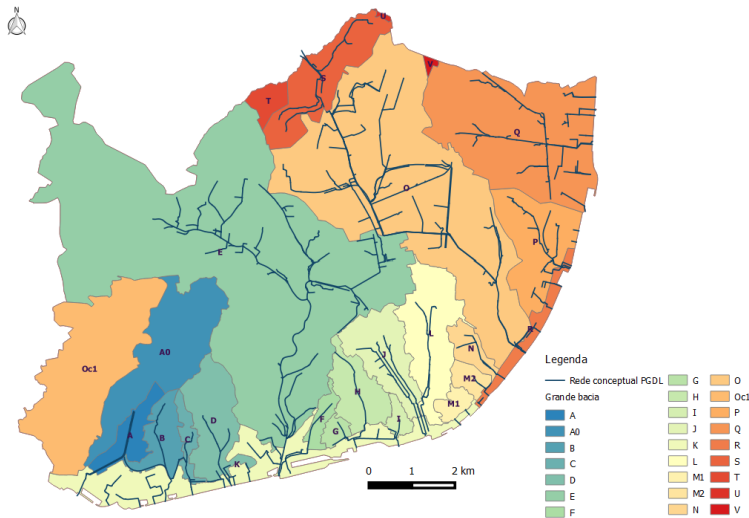 N
U
V
T
S
Q
O
P
E
R
A0
Oc1
J
L
N
M2
H
M1
F
D
A
B
C
G
I
K
Legenda
Rede conceptual PGDL
Grande bacia
A
A0
B
C
D
E
F
G
H
I
J
K
L
M1
M2
N
O
Oc1
P
Q
R
S
T
U
V
0 1 2 km